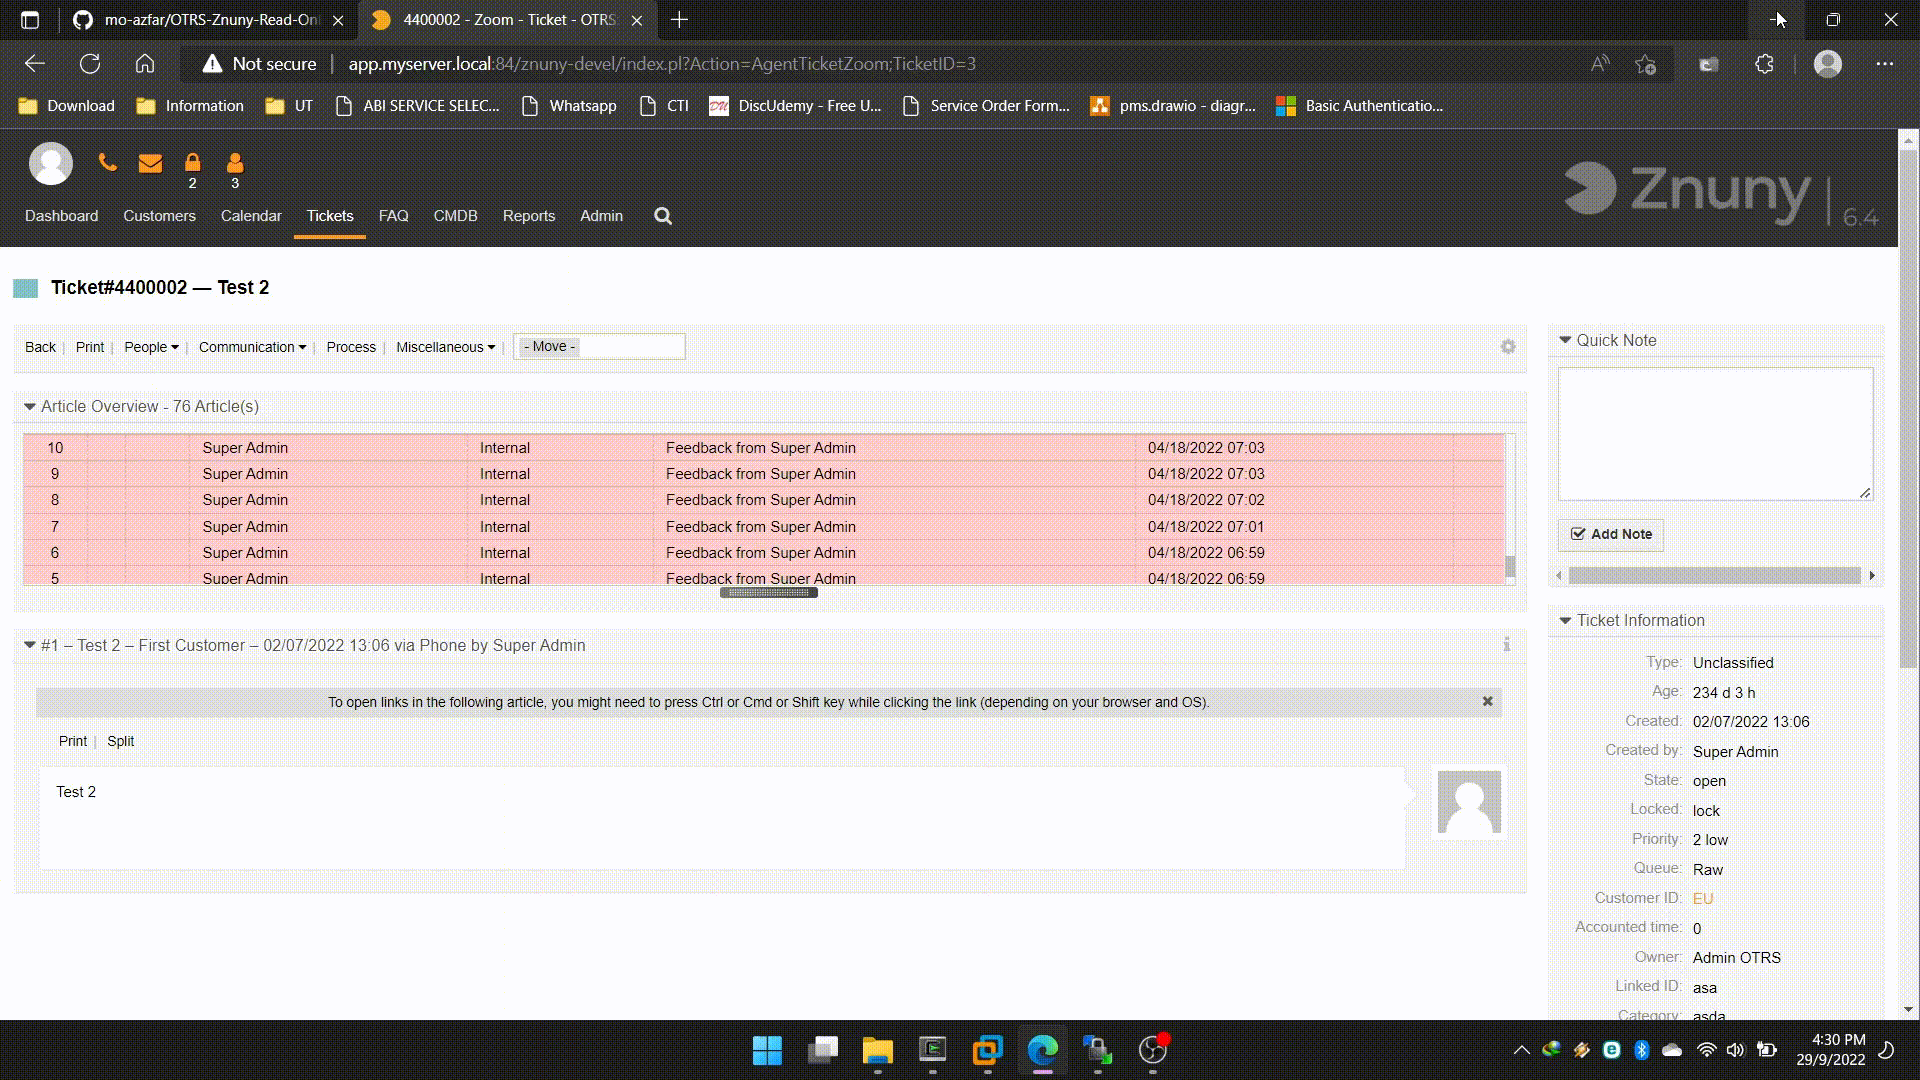 mo-azfar/OTRS-Znuny-Read-Onl
4400002 - Zoom - Ticket - OTRS
Not secure
app.myserver.local:84/znuny-devel/index.pl?Action=AgentTicketZoom;TicketID=3
Download
Information
UT
ABI SERVICE SELEC...
Whatsapp
CTI
DiscUdemy - Free U...
Service Order Form...
pms.drawio - diagr...
Basic Authenticatio...
2
3
Znuny 6.4
Dashboard
Customers
Calendar
Tickets
FAQ
CMDB
Reports
Admin
Ticket#4400002 — Test 2
Back | Print | People | Communication | Process | Miscellaneous | - Move -
Article Overview - 76 Article(s)
10 Super Admin Internal Feedback from Super Admin 04/18/2022 07:03
9 Super Admin Internal Feedback from Super Admin 04/18/2022 07:03
8 Super Admin Internal Feedback from Super Admin 04/18/2022 07:02
7 Super Admin Internal Feedback from Super Admin 04/18/2022 07:01
6 Super Admin Internal Feedback from Super Admin 04/18/2022 06:59
5 Super Admin Internal Feedback from Super Admin 04/18/2022 06:59
#1 – Test 2 – First Customer – 02/07/2022 13:06 via Phone by Super Admin
To open links in the following article, you might need to press Ctrl or Cmd or Shift key while clicking the link (depending on your browser and OS).
Print | Split
Test 2
Quick Note
Add Note
Ticket Information
Type: Unclassified
Age: 234 d 3 h
Created: 02/07/2022 13:06
Created by: Super Admin
State: open
Locked: lock
Priority: 2 low
Queue: Raw
Customer ID: EU
Accounted time: 0
Owner: Admin OTRS
Linked ID: asa
Category: asda
4:30 PM
29/9/2022